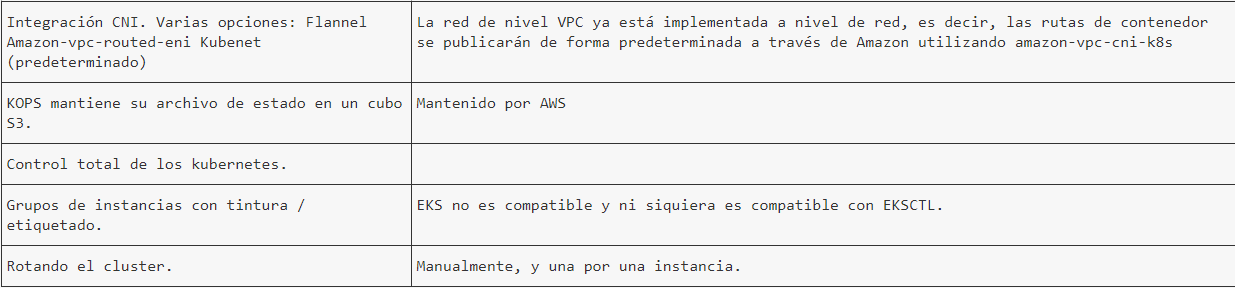 Integración CNI. Varias opciones: Flannel
Amazon-vpc-routed-eni Kubenet
(predeterminado)
La red de nivel VPC ya está implementada a nivel de red, es decir, las rutas de contenedor
se publicarán de forma predeterminada a través de Amazon utilizando amazon-vpc-cni-k8s
KOPS mantiene su archivo de estado en un cubo
S3.
Mantenido por AWS
Control total de los kubernetes.
Grupos de instancias con tintura /
etiquetado.
EKS no es compatible y ni siquiera es compatible con EKSCTL.
Rotando el cluster.
Manualmente, y una por una instancia.